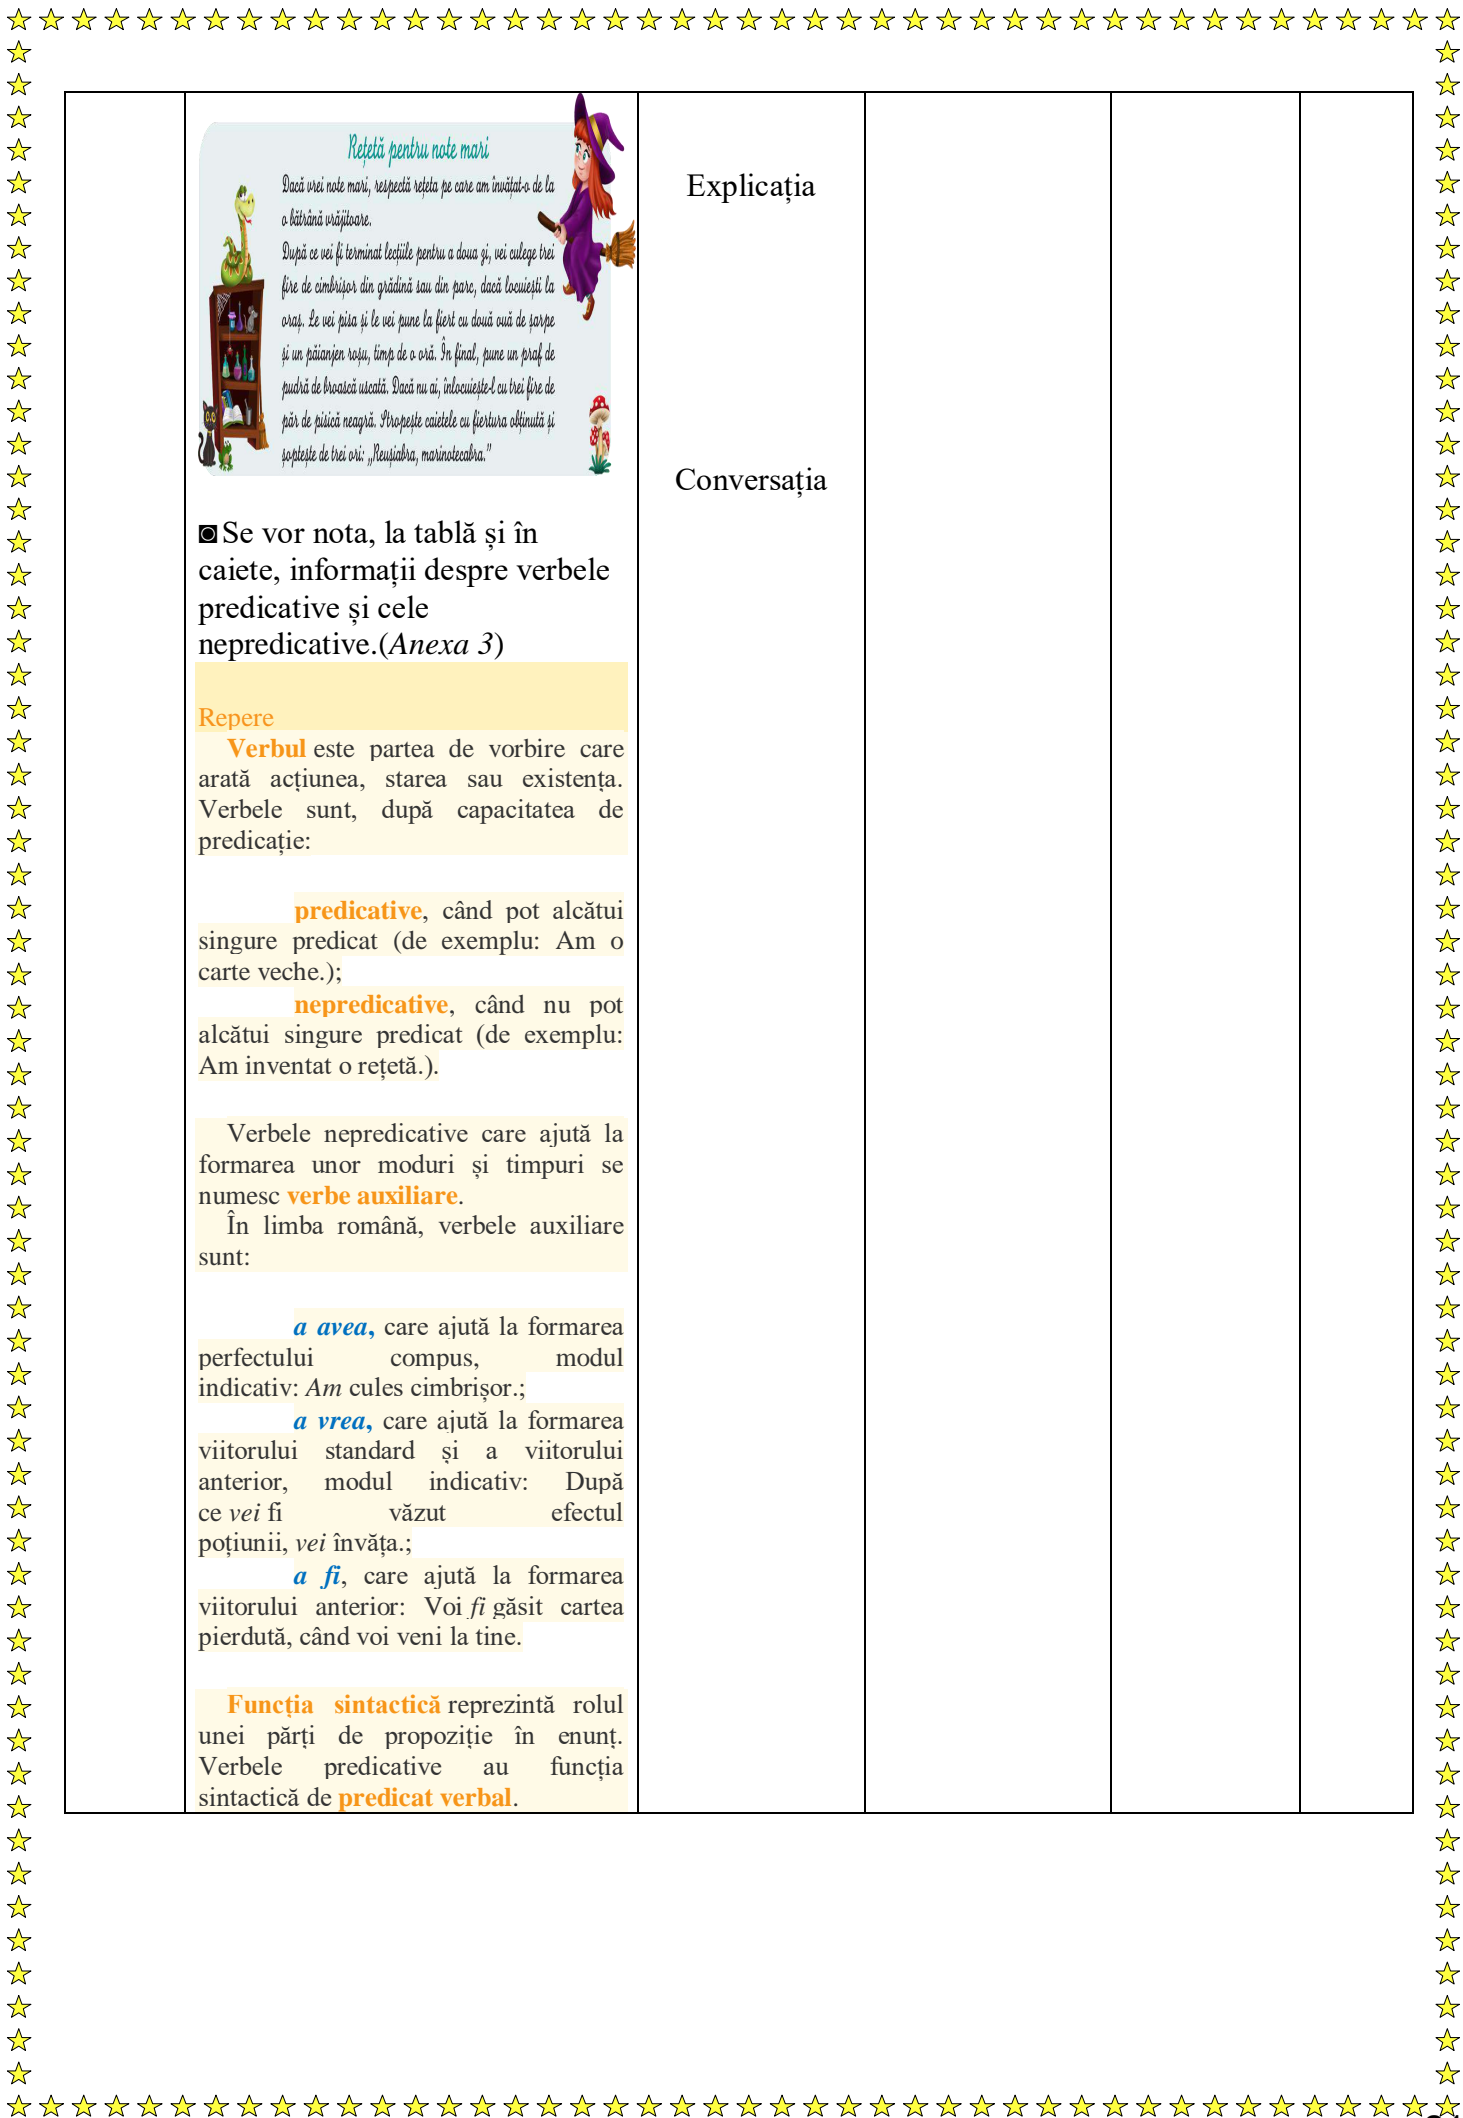 Rețetă pentru note mari
Dacă vrei note mari, respectă rețeta pe care am învățat-o de la
o bătrână vrăjitoare.
După ce vei fi terminat lecțiile pentru a doua zi, vei culege trei
fire de cimbrișor din grădină sau din parc, dacă locuiești la
oraș. Le vei pisa și le vei pune la fiert cu două ouă de șarpe
și un păianjen roșu, timp de o oră. În final, pune un praf de
pudră de broască uscată. Dacă nu ai, înlocuiește-l cu trei fire de
păr de pisică neagră. Stropește caietele cu fiertura obținută și
șoptește de trei ori: „Reușiabra, marinotecabra."
Explicația
Conversația
◙ Se vor nota, la tablă și în
caiete, informații despre verbele
predicative și cele
nepredicative.(Anexa 3)
Repere
Verbul este partea de vorbire care
arată acțiunea, starea sau existența.
Verbele sunt, după capacitatea de
predicație:
predicative, când pot alcătui
singure predicat (de exemplu: Am o
carte veche.);
nepredicative, când nu pot
alcătui singure predicat (de exemplu:
Am inventat o rețetă.).
Verbele nepredicative care ajută la
formarea unor moduri și timpuri se
numesc verbe auxiliare.
În limba română, verbele auxiliare
sunt:
a avea, care ajută la formarea
perfectului compus, modul
indicativ: Am cules cimbrișor.;
a vrea, care ajută la formarea
viitorului standard și a viitorului
anterior, modul indicativ: După
ce vei fi văzut efectul
poțiunii, vei învăța.;
a fi, care ajută la formarea
viitorului anterior: Voi fi găsit cartea
pierdută, când voi veni la tine.
Funcția sintactică reprezintă rolul
unei părți de propoziție în enunț.
Verbele predicative au funcția
sintactică de predicat verbal.